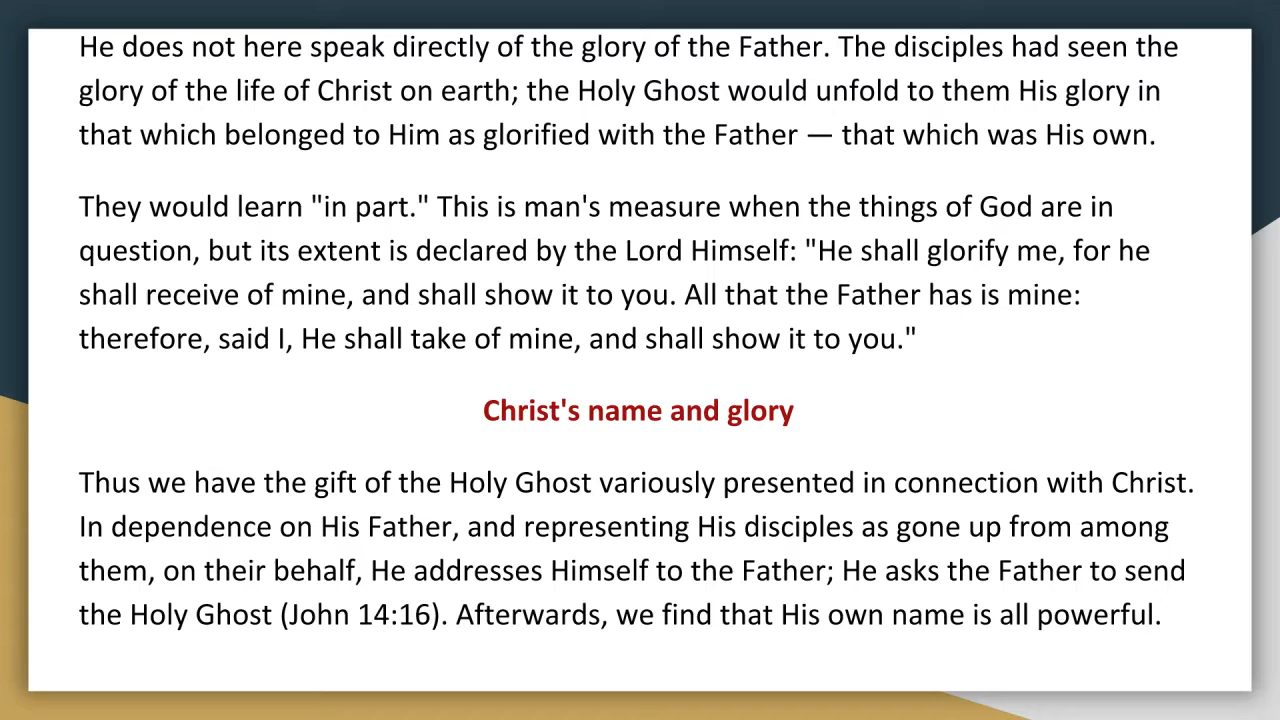 He does not here speak directly of the glory of the Father. The disciples had seen the
glory of the life of Christ on earth; the Holy Ghost would unfold to them His glory in
that which belonged to Him as glorified with the Father — that which was His own.
They would learn "in part." This is man's measure when the things of God are in
question, but its extent is declared by the Lord Himself: "He shall glorify me, for he
shall receive of mine, and shall show it to you. All that the Father has is mine:
therefore, said I, He shall take of mine, and shall show it to you."
Christ's name and glory
Thus we have the gift of the Holy Ghost variously presented in connection with Christ.
In dependence on His Father, and representing His disciples as gone up from among
them, on their behalf, He addresses Himself to the Father; He asks the Father to send
the Holy Ghost (John 14:16). Afterwards, we find that His own name is all powerful.